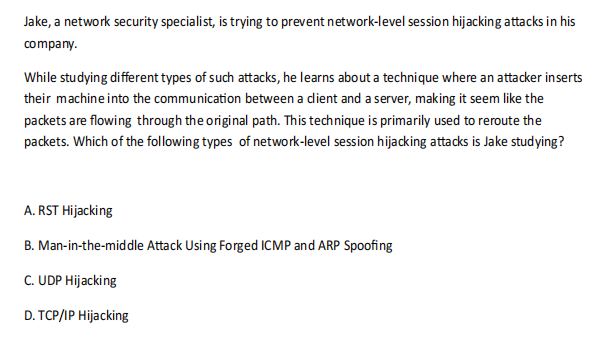 Jake, a network security specialist, is trying to prevent network-level session hijacking attacks in his
company.
While studying different types of such attacks, he learns about a technique where an attacker inserts
their machine into the communication between a client and a server, making it seem like the
packets are flowing through the original path. This technique is primarily used to reroute the
packets. Which of the following types of network-level session hijacking attacks is Jake studying?
A. RST Hijacking
B. Man-in-the-middle Attack Using Forged ICMP and ARP Spoofing
C. UDP Hijacking
D. TCP/IP Hijacking